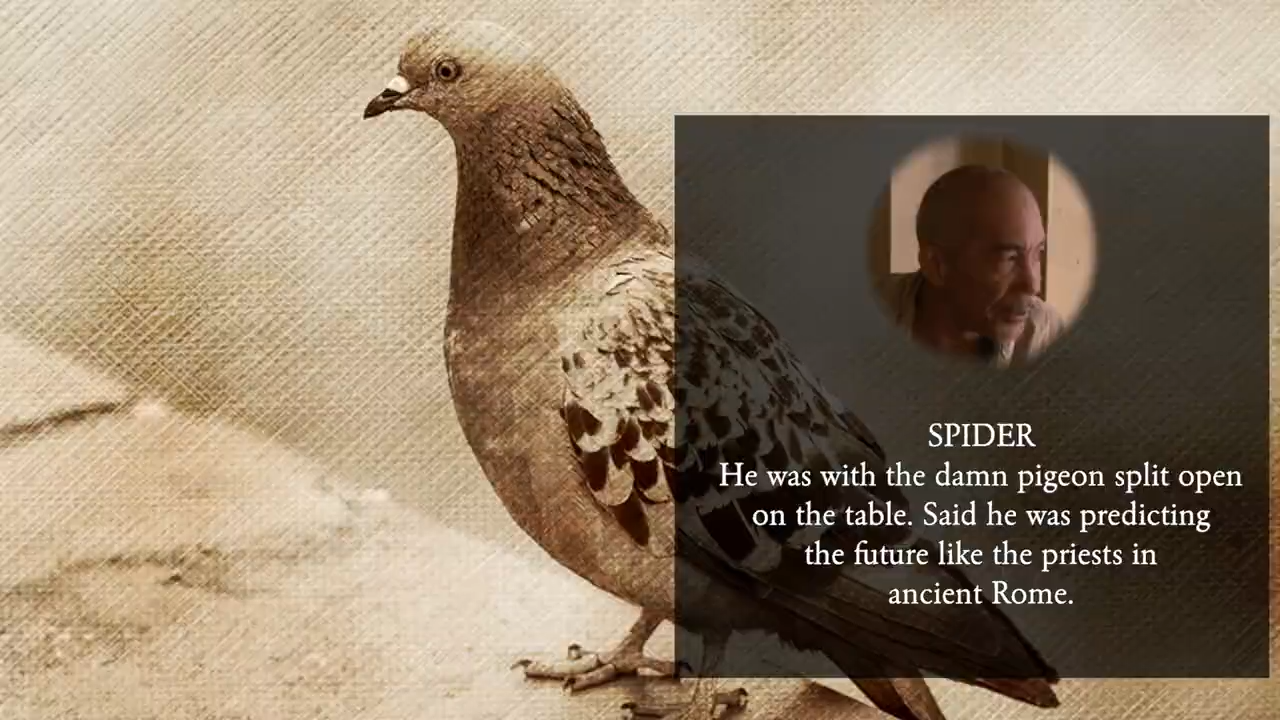 SPIDER
He was with the damn pigeon split open
on the table. Said he was predicting
the future like the priests in
ancient Rome.